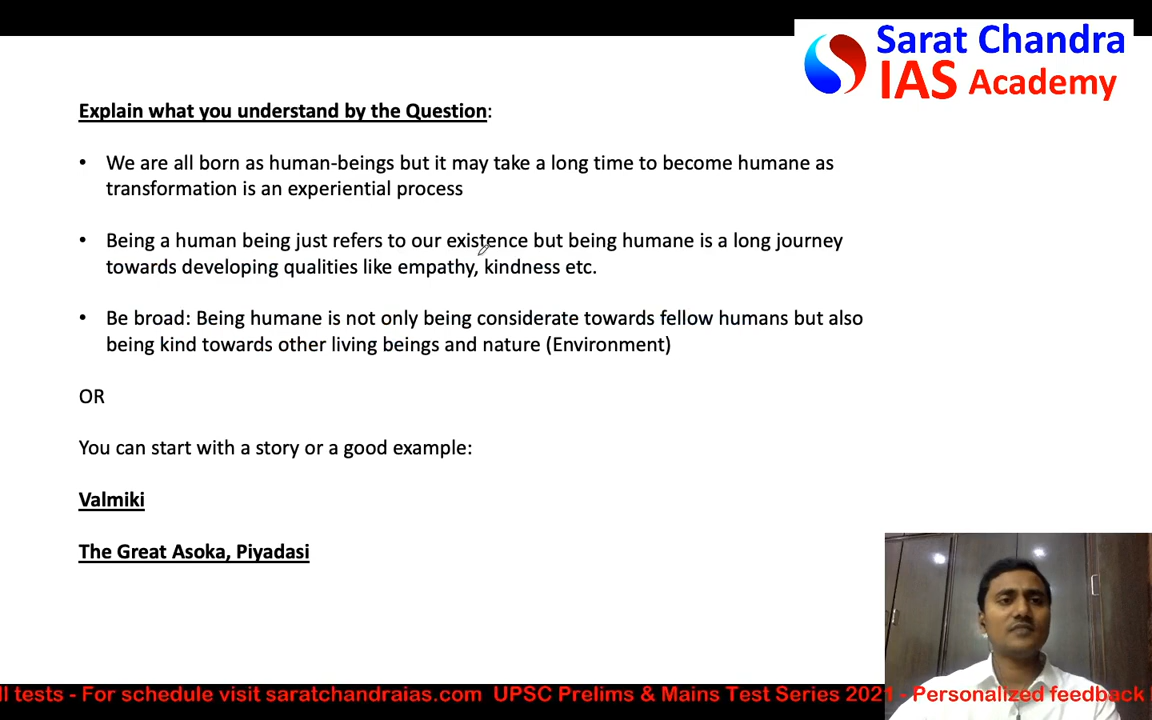 Sarat Chandra
IAS Academy
Explain what you understand by the Question:
• We are all born as human-beings but it may take a long time to become humane as
transformation is an experiential process
• Being a human being just refers to our existence but being humane is a long journey
towards developing qualities like empathy, kindness etc.
• Be broad: Being humane is not only being considerate towards fellow humans but also
being kind towards other living beings and nature (Environment)
OR
You can start with a story or a good example:
Valmiki
The Great Asoka, Piyadasi
ll tests - For schedule visit saratchandraias.com UPSC Prelims & Mains Test Series 2021 - Personalized feedback